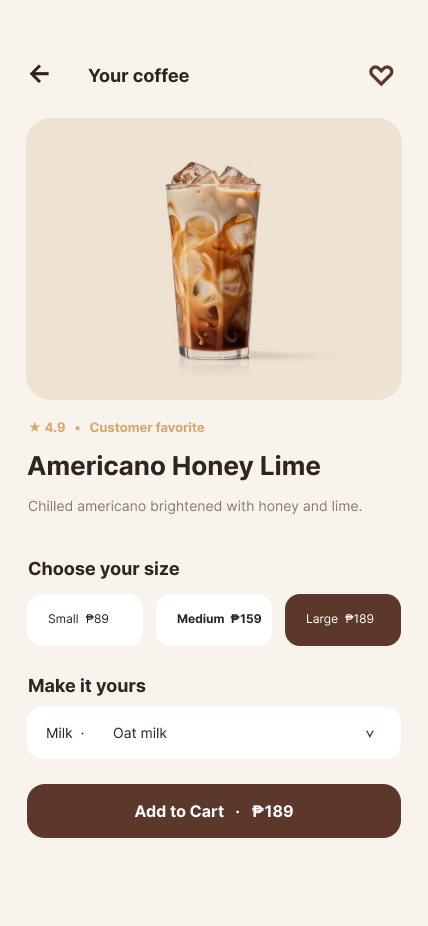 Your coffee
★ 4.9 • Customer favorite
Americano Honey Lime
Chilled americano brightened with honey and lime.
Choose your size
Small ₱89 Medium ₱159 Large ₱189
Make it yours
Milk · Oat milk
Add to Cart · ₱189